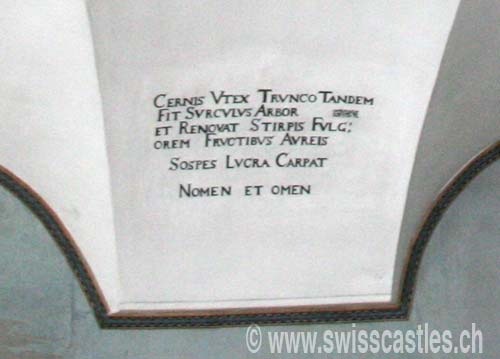 CERNIS VTEX TRVNCO TANDEM
FIT SVRCVLVS ARBOR
ET RENOVAT STIRPIS FVLG:
OREM FRVCTIBVS AVREIS
SOSPES LVCRA CARPAT
NOMEN ET OMEN
© www.swisscastles.ch